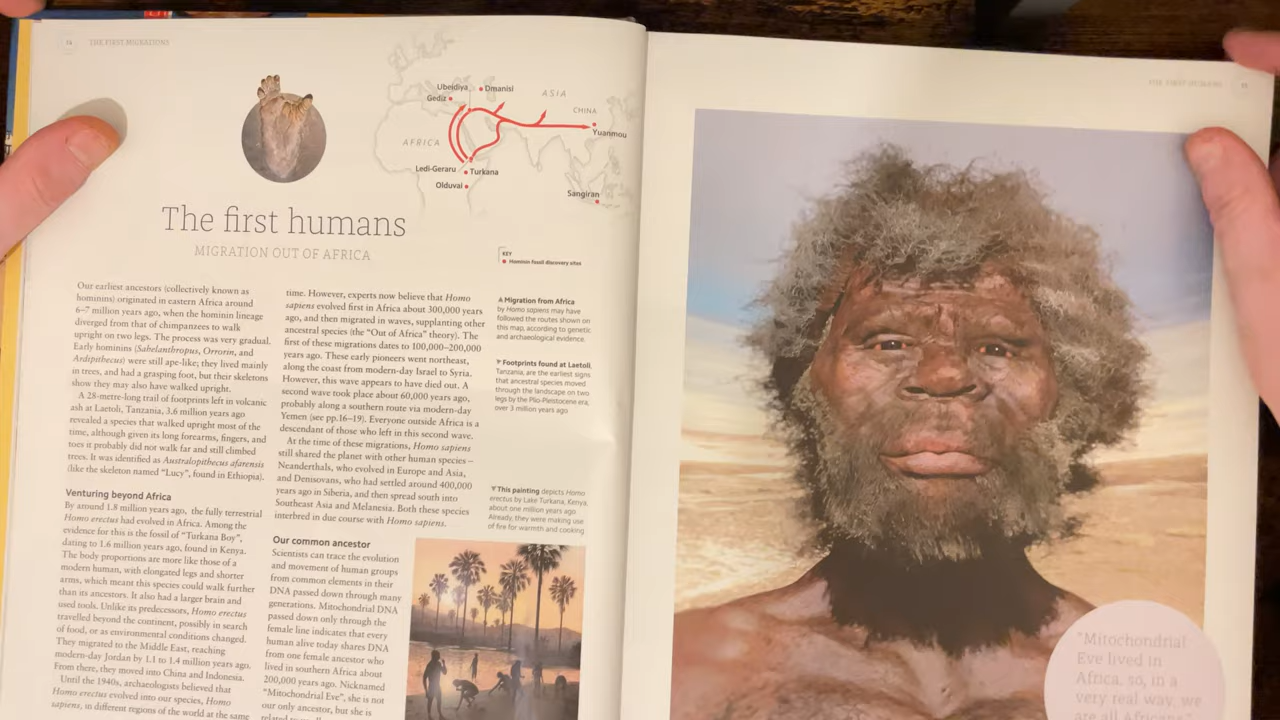 14 THE FIRST MIGRATIONS
Ubeidiya
Dmanisi
Gediz
ASIA
CHINA
Yuanmou
AFRICA
Ledi-Geraru
Turkana
Olduvai
Sangiran
The first humans
MIGRATION OUT OF AFRICA
KEY
Hominin fossil discovery sites
Our earliest ancestors (collectively known as
hominins) originated in eastern Africa around
6–7 million years ago, when the hominin lineage
diverged from that of chimpanzees to walk
upright on two legs. The process was very gradual.
Early hominins (Sahelanthropus, Orrorin, and
Ardipithecus) were still ape-like; they lived mainly
in trees, and had a grasping foot, but their skeletons
show they may also have walked upright.
A 28-metre-long trail of footprints left in volcanic
ash at Laetoli, Tanzania, 3.6 million years ago
revealed a species that walked upright most of the
time, although given its long forearms, fingers, and
toes it probably did not walk far and still climbed
trees. It was identified as Australopithecus afarensis
(like the skeleton named "Lucy", found in Ethiopia).
Venturing beyond Africa
By around 1.8 million years ago, the fully terrestrial
Homo erectus had evolved in Africa. Among the
evidence for this is the fossil of "Turkana Boy",
dating to 1.6 million years ago, found in Kenya.
The body proportions are more like those of a
modern human, with elongated legs and shorter
arms, which meant this species could walk further
than its ancestors. It also had a larger brain and
used tools. Unlike its predecessors, Homo erectus
travelled beyond the continent, possibly in search
of food, or as environmental conditions changed.
They migrated to the Middle East, reaching
modern-day Jordan by 1.1 to 1.4 million years ago.
From there, they moved into China and Indonesia.
Until the 1940s, archaeologists believed that
Homo erectus evolved into our species, Homo
sapiens, in different regions of the world at the same
time. However, experts now believe that Homo
sapiens evolved first in Africa about 300,000 years
ago, and then migrated in waves, supplanting other
ancestral species (the "Out of Africa" theory). The
first of these migrations dates to 100,000–200,000
years ago. These early pioneers went northeast,
along the coast from modern-day Israel to Syria.
However, this wave appears to have died out. A
second wave took place about 60,000 years ago,
probably along a southern route via modern-day
Yemen (see pp.16–19). Everyone outside Africa is a
descendant of those who left in this second wave.
At the time of these migrations, Homo sapiens
still shared the planet with other human species –
Neanderthals, who evolved in Europe and Asia,
and Denisovans, who had settled around 400,000
years ago in Siberia, and then spread south into
Southeast Asia and Melanesia. Both these species
interbred in due course with Homo sapiens.
Our common ancestor
Scientists can trace the evolution
and movement of human groups
from common elements in their
DNA passed down through many
generations. Mitochondrial DNA
passed down only through the
female line indicates that every
human alive today shares DNA
from one female ancestor who
lived in southern Africa about
200,000 years ago. Nicknamed
"Mitochondrial Eve", she is not
our only ancestor, but she is
Migration from Africa
by Homo sapiens may have
followed the routes shown on
this map, according to genetic
and archaeological evidence.
Footprints found at Laetoli,
Tanzania, are the earliest signs
that ancestral species moved
through the landscape on two
legs by the Plio-Pleistocene era,
over 3 million years ago
This painting depicts Homo
erectus by Lake Turkana, Kenya,
about one million years ago.
Already, they were making use
of fire for warmth and cooking
THE FIRST HUMANS 15
"Mitochondrial
Eve lived in
Africa, so, in a
very real way, we
are all Africans